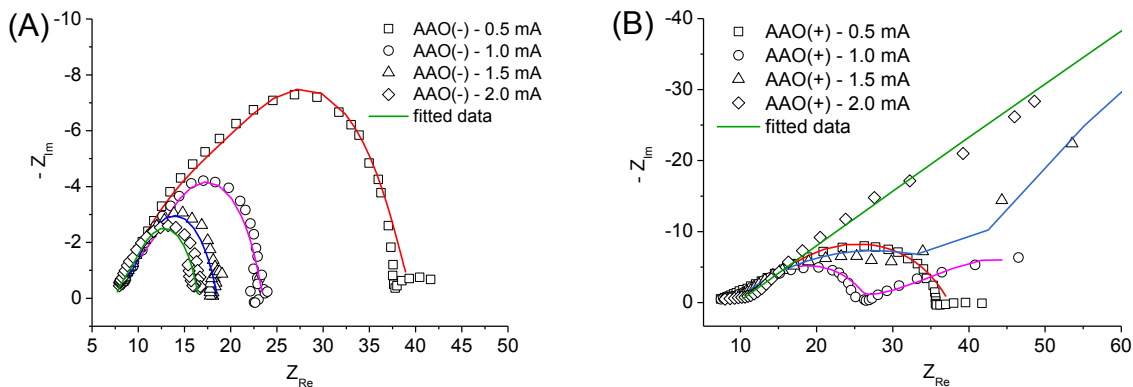 (A)
AAO(-) - 0.5 mA
AAO(-) - 1.0 mA
AAO(-) - 1.5 mA
AAO(-) - 2.0 mA
fitted data
-10
-8
-6
-4
-2
0
- Z_Im
5 10 15 20 25 30 35 40 45 50
Z_Re
(B)
AAO(+) - 0.5 mA
AAO(+) - 1.0 mA
AAO(+) - 1.5 mA
AAO(+) - 2.0 mA
fitted data
-40
-30
-20
-10
0
- Z_Im
10 20 30 40 50 60
Z_Re